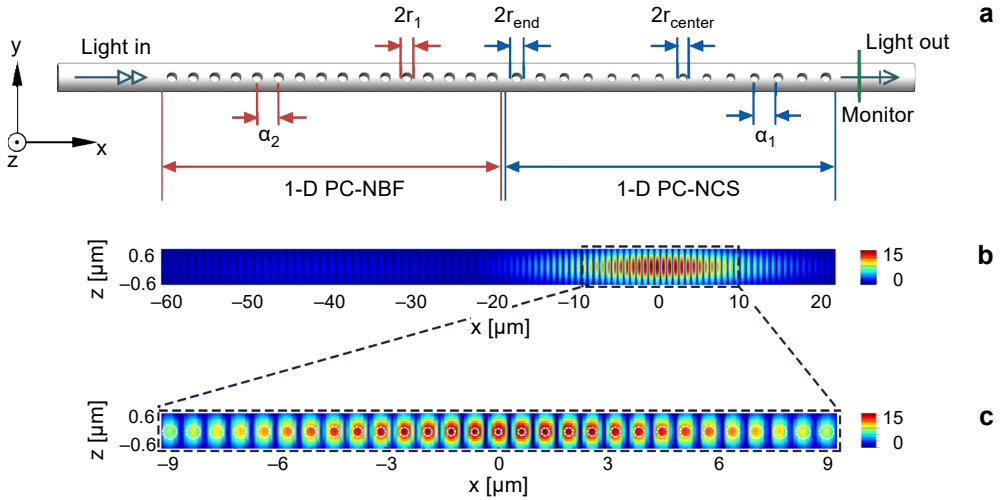 2r1 2rend 2rcenter a
y Light in Light out
α2 α1 Monitor
z x
1-D PC-NBF 1-D PC-NCS
z [µm] 0.6 –0.6 15 0 b
–60 –50 –40 –30 –20 –10 0 10 20
x [µm]
z [µm] 0.6 –0.6 15 0 c
–9 –6 –3 0 3 6 9
x [µm]